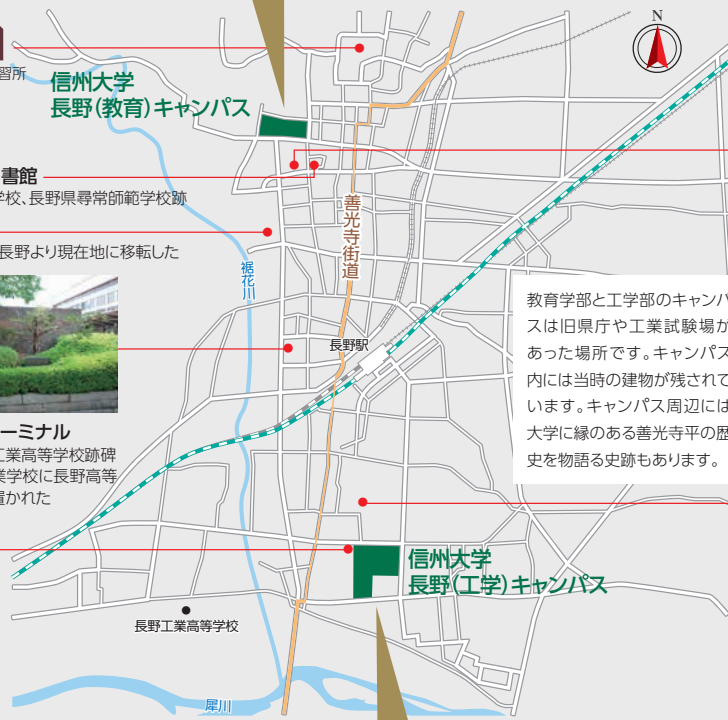 N
習所
信州大学
長野（教育）キャンパス
書館
学校、長野県尋常師範学校跡
長野より現在地に移転した
善光寺街道
裾花川
長野駅
教育学部と工学部のキャンパ
スは旧県庁や工業試験場が
あった場所です。キャンパス
内には当時の建物が残されて
います。キャンパス周辺には
大学に縁のある善光寺平の歴
史を物語る史跡もあります。
ーミナル
工業高等学校跡碑
業学校に長野高等
置かれた
信州大学
長野（工学）キャンパス
長野工業高等学校
犀川